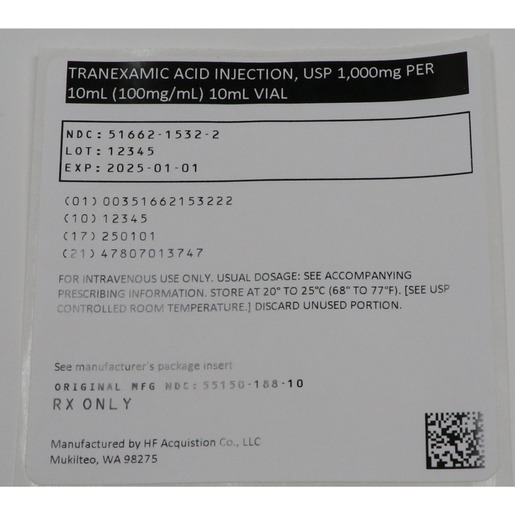 TRANEXAMIC ACID INJECTION, USP 1,000mg PER
10mL (100mg/mL) 10mL VIAL
NDC: 51662-1532-2
LOT: 12345
EXP: 2025-01-01
(01) 00351662153222
(10) 12345
(17) 250101
(21) 47807013747
FOR INTRAVENOUS USE ONLY. USUAL DOSAGE: SEE ACCOMPANYING
PRESCRIBING INFORMATION. STORE AT 20° TO 25°C (68° TO 77°F). [SEE USP
CONTROLLED ROOM TEMPERATURE.] DISCARD UNUSED PORTION.
See manufacturer's package insert
ORIGINAL MFG NDC: 55150-188-10
RX ONLY
Manufactured by HF Acquistion Co., LLC
Mukilteo, WA 98275